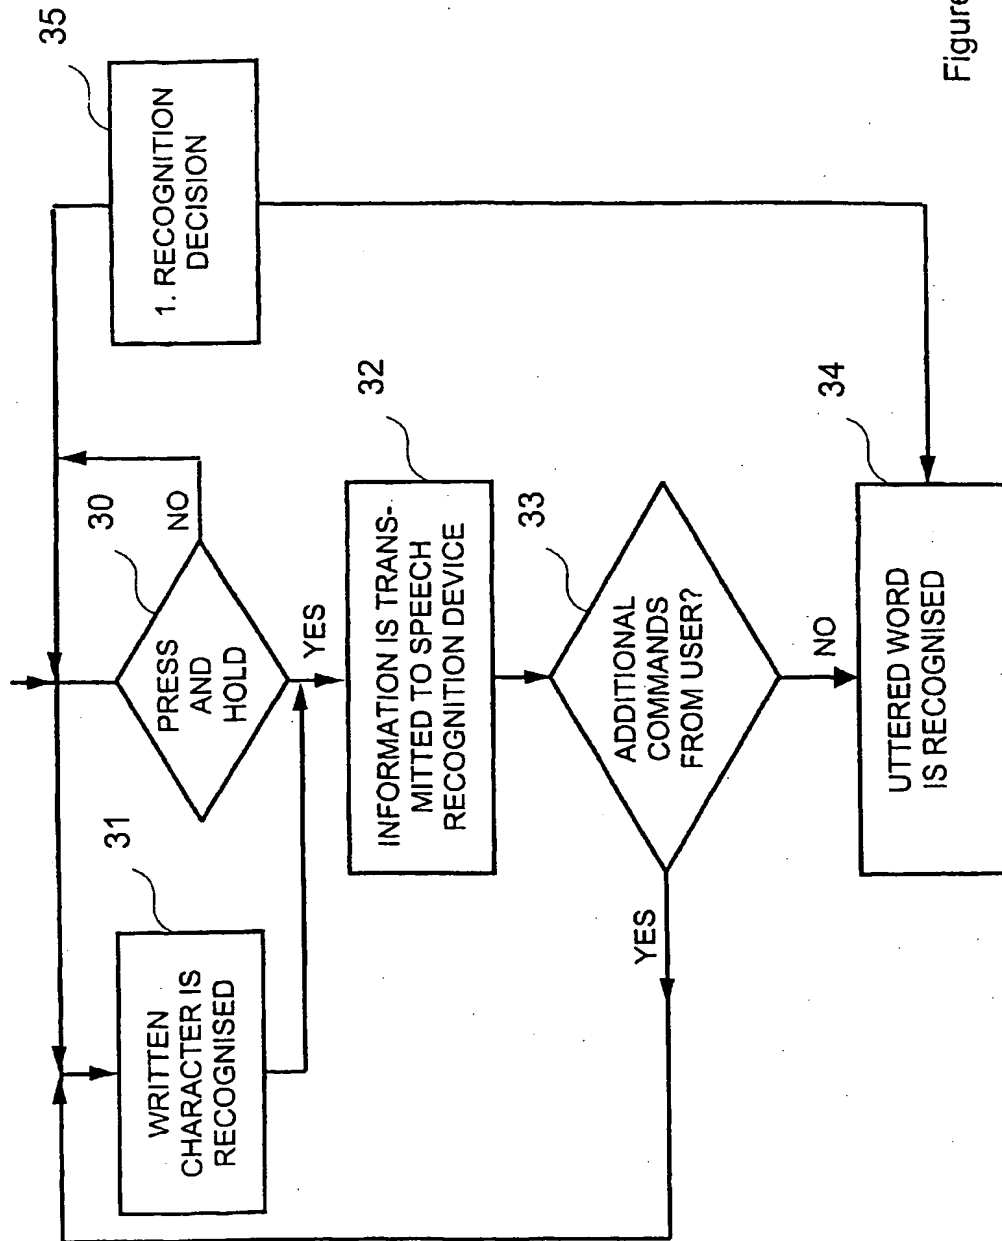 35
1. RECOGNITION
DECISION
30
PRESS
AND
HOLD
NO
YES
31
WRITTEN
CHARACTER IS
RECOGNISED
32
INFORMATION IS TRANS-
MITTED TO SPEECH
RECOGNITION DEVICE
33
ADDITIONAL
COMMANDS
FROM USER?
YES
NO
34
UTTERED WORD
IS RECOGNISED
Figure